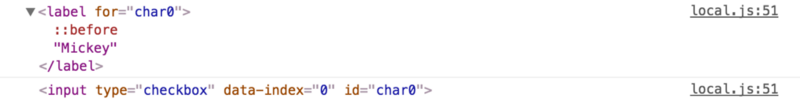 ▼<label for="char0"> local.js:51
::before
"Mickey"
</label>
<input type="checkbox" data-index="0" id="char0"> local.js:51